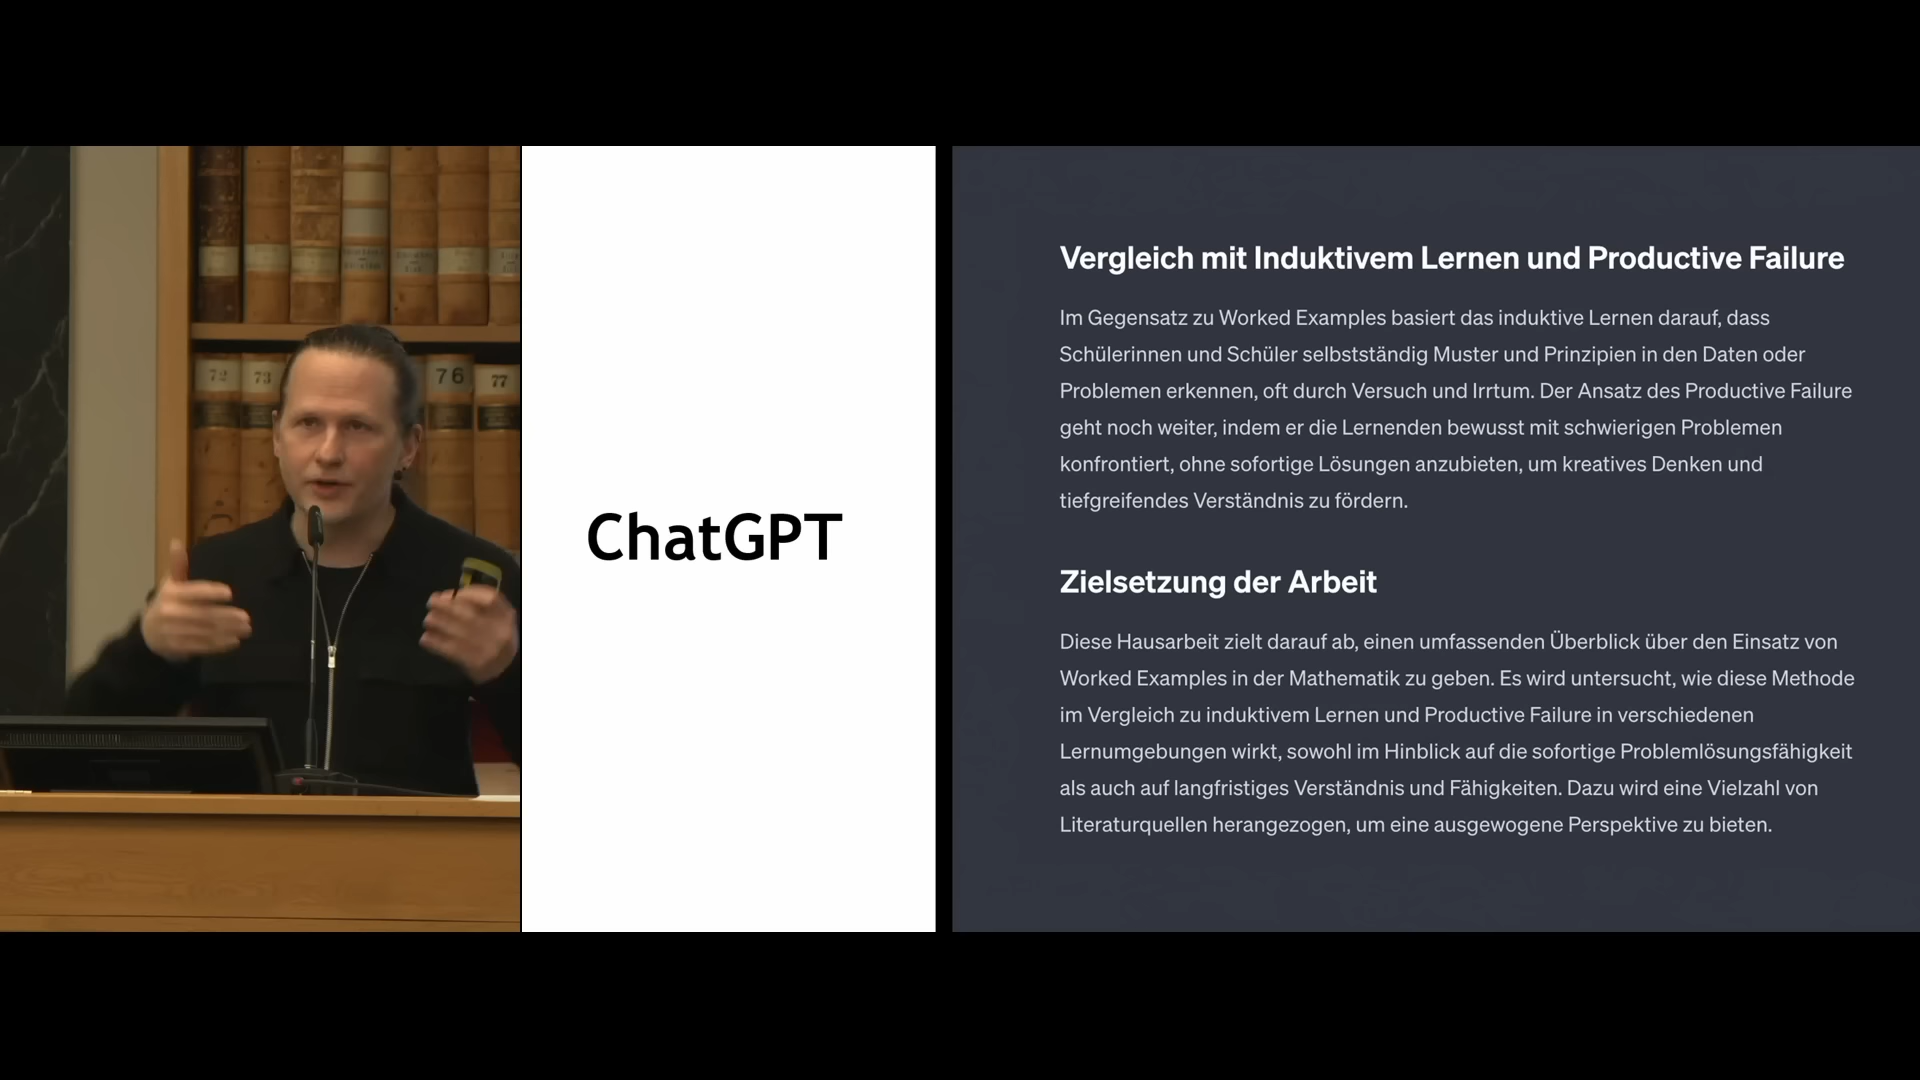 72
73
76
77
ChatGPT
Vergleich mit Induktivem Lernen und Productive Failure
Im Gegensatz zu Worked Examples basiert das induktive Lernen darauf, dass
Schülerinnen und Schüler selbstständig Muster und Prinzipien in den Daten oder
Problemen erkennen, oft durch Versuch und Irrtum. Der Ansatz des Productive Failure
geht noch weiter, indem er die Lernenden bewusst mit schwierigen Problemen
konfrontiert, ohne sofortige Lösungen anzubieten, um kreatives Denken und
tiefgreifendes Verständnis zu fördern.
Zielsetzung der Arbeit
Diese Hausarbeit zielt darauf ab, einen umfassenden Überblick über den Einsatz von
Worked Examples in der Mathematik zu geben. Es wird untersucht, wie diese Methode
im Vergleich zu induktivem Lernen und Productive Failure in verschiedenen
Lernumgebungen wirkt, sowohl im Hinblick auf die sofortige Problemlösungsfähigkeit
als auch auf langfristiges Verständnis und Fähigkeiten. Dazu wird eine Vielzahl von
Literaturquellen herangezogen, um eine ausgewogene Perspektive zu bieten.